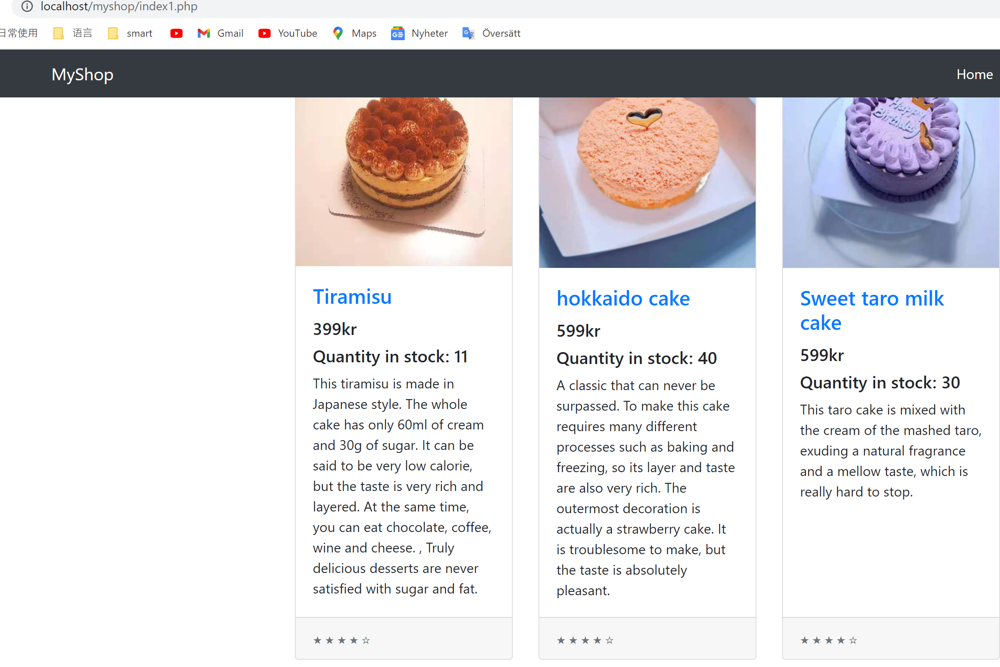 localhost/myshop/index1.php
日常使用 语言 smart Gmail YouTube Maps Nyheter Översätt
MyShop Home
Happy
Birthday
Tiramisu
399kr
Quantity in stock: 11
This tiramisu is made in
Japanese style. The whole
cake has only 60ml of cream
and 30g of sugar. It can be
said to be very low calorie,
but the taste is very rich and
layered. At the same time,
you can eat chocolate, coffee,
wine and cheese. , Truly
delicious desserts are never
satisfied with sugar and fat.
★ ★ ★ ★ ☆
hokkaido cake
599kr
Quantity in stock: 40
A classic that can never be
surpassed. To make this cake
requires many different
processes such as baking and
freezing, so its layer and taste
are also very rich. The
outermost decoration is
actually a strawberry cake. It
is troublesome to make, but
the taste is absolutely
pleasant.
★ ★ ★ ★ ☆
Sweet taro milk
cake
599kr
Quantity in stock: 30
This taro cake is mixed with
the cream of the mashed taro,
exuding a natural fragrance
and a mellow taste, which is
really hard to stop.
★ ★ ★ ★ ☆